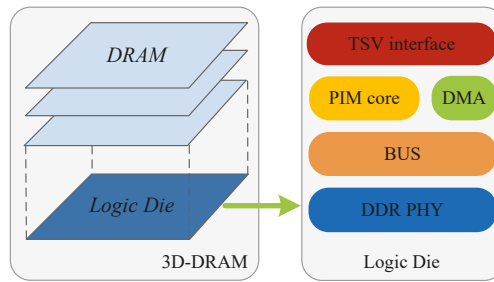 DRAM
Logic Die
3D-DRAM
TSV interface
PIM core
DMA
BUS
DDR PHY
Logic Die